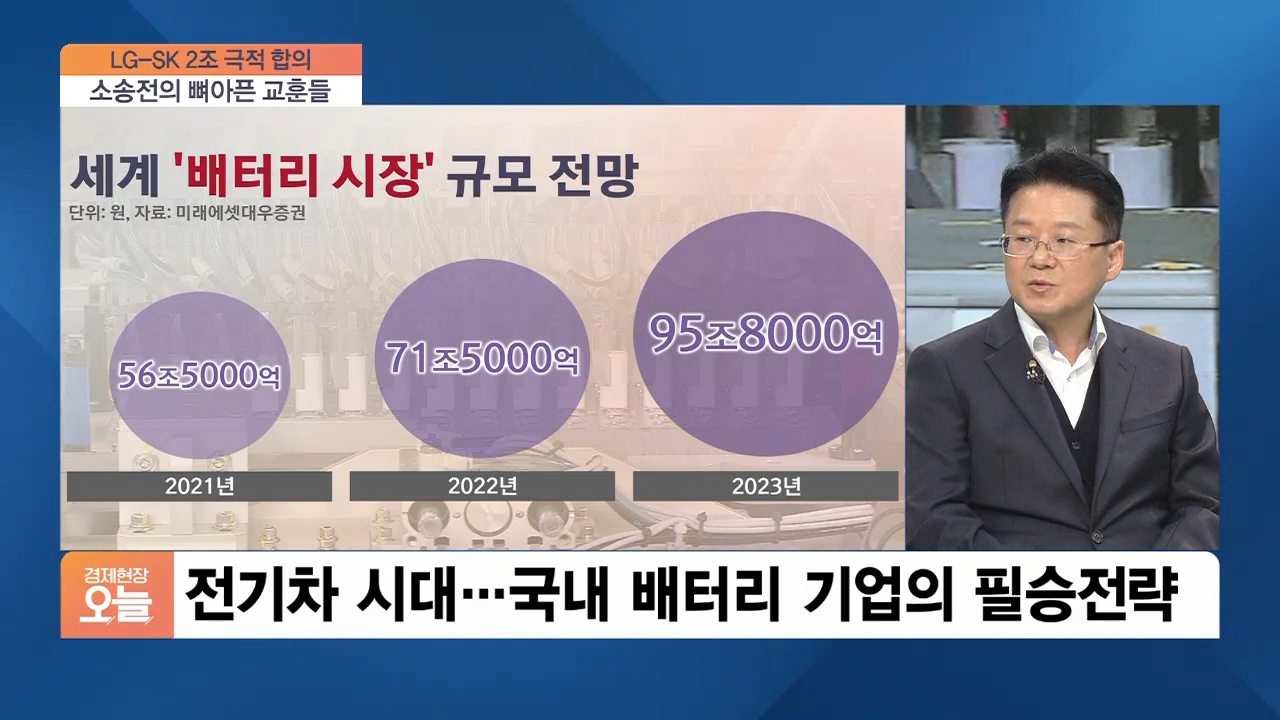 LG-SK 2조 극적 합의
소송전의 뼈아픈 교훈들
세계 '배터리 시장' 규모 전망
단위: 원, 자료: 미래에셋대우증권
56조5000억
71조5000억
95조8000억
2021년
2022년
2023년
경제현장
오늘
전기차 시대…국내 배터리 기업의 필승전략